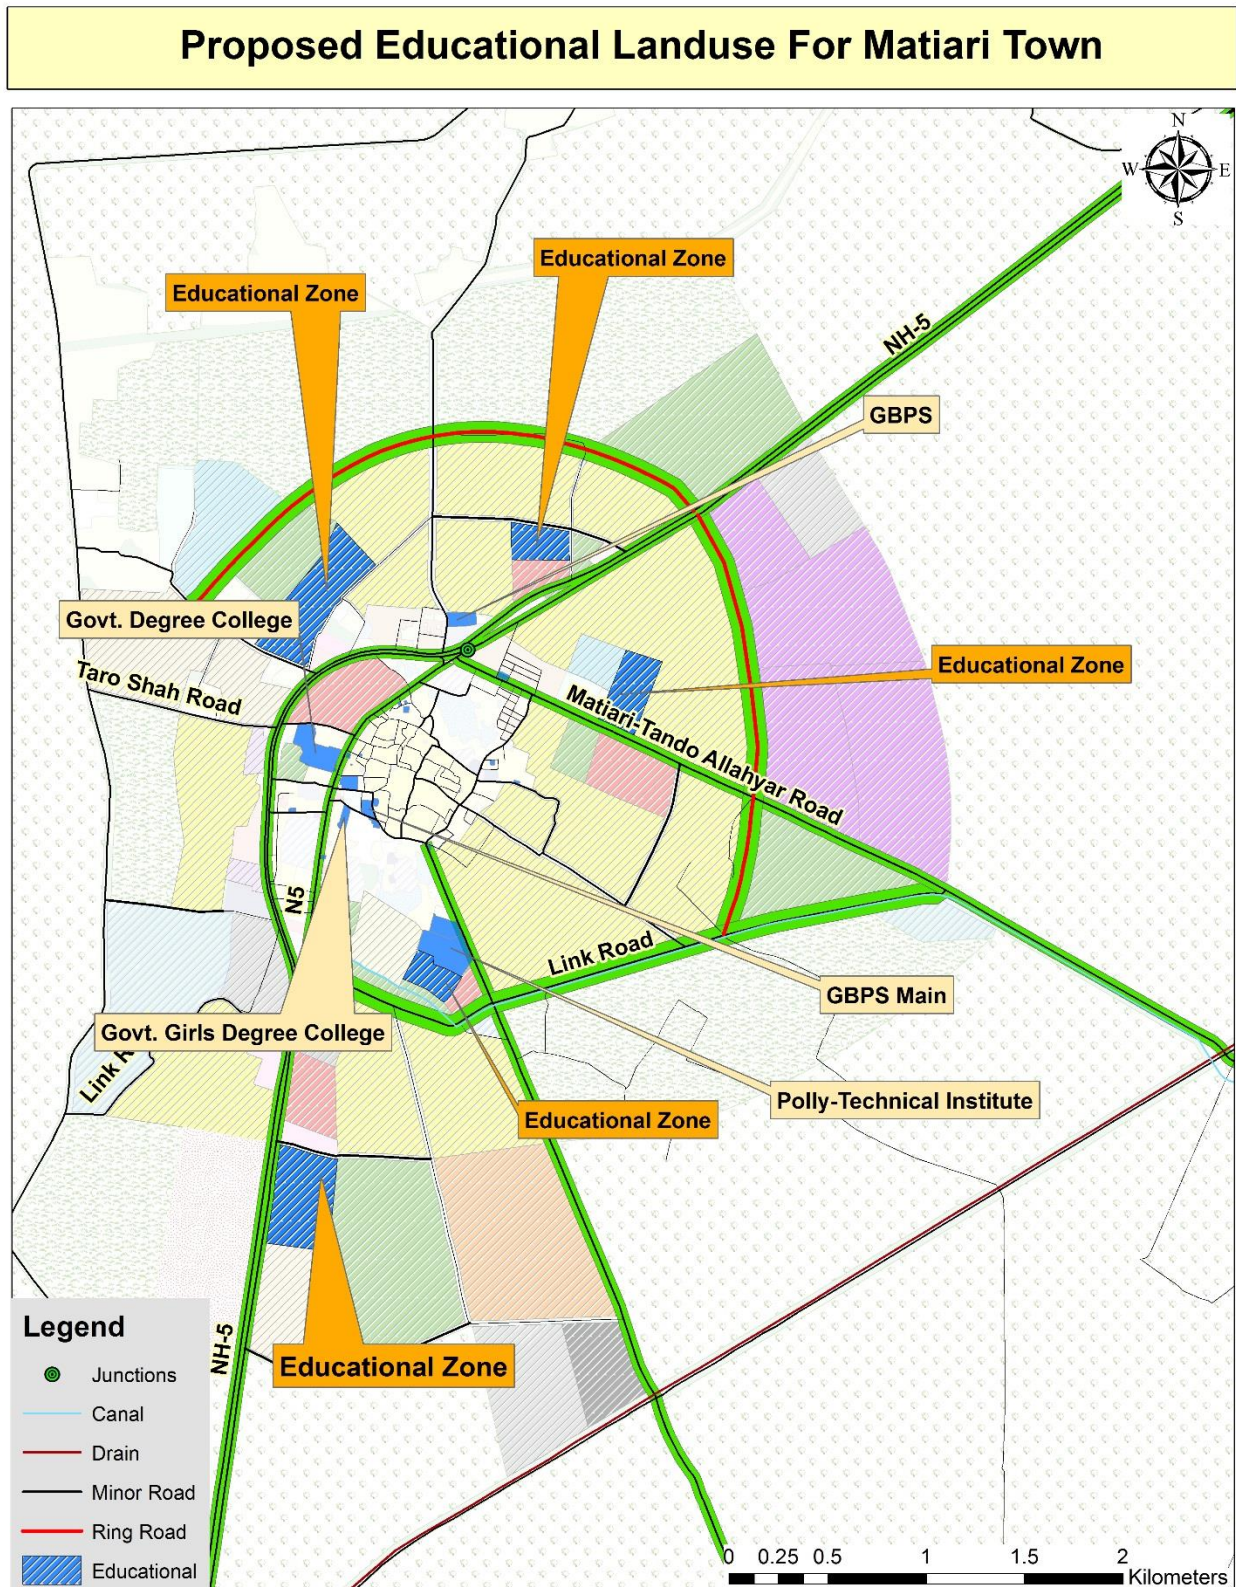 Proposed Educational Landuse For Matiari Town
N
W E
S
Educational Zone
Educational Zone
NH-5
GBPS
Govt. Degree College
Taro Shah Road
Educational Zone
Matiari-Tando Allahyar Road
N5
Link Road
GBPS Main
Govt. Girls Degree College
Link R
Polly-Technical Institute
Educational Zone
Educational Zone
NH-5
Legend
Junctions
Canal
Drain
Minor Road
Ring Road
Educational
0 0.25 0.5 1 1.5 2
Kilometers